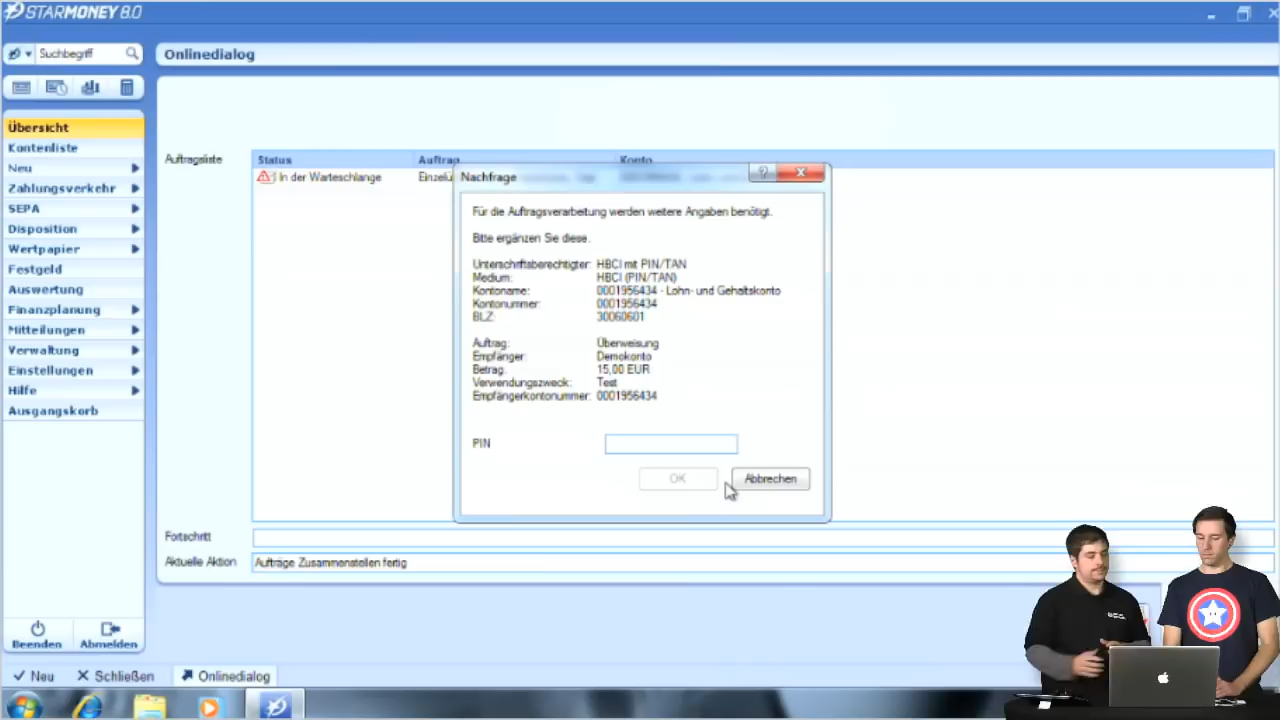 STARMONEY 8.0
Suchbegriff
Onlinedialog
Übersicht
Kontenliste
Neu
Zahlungsverkehr
SEPA
Disposition
Wertpapier
Festgeld
Auswertung
Finanzplanung
Mitteilungen
Verwaltung
Einstellungen
Hilfe
Ausgangskorb
Beenden
Abmelden
Auftragsliste
Status Auftrag Konto
In der Warteschlange
Nachfrage
Für die Auftragsverarbeitung werden weitere Angaben benötigt.
Bitte ergänzen Sie diese.
Unterschriftsberechtigter: HBCI mit PIN/TAN
Medium: HBCI (PIN/TAN)
Kontoname: 0001956434 - Lohn- und Gehaltskonto
Kontonummer: 0001956434
BLZ: 30060601
Auftrag: Überweisung
Empfänger: Demokonto
Betrag: 15,00 EUR
Verwendungszweck: Test
Empfängerkontonummer: 0001956434
PIN
OK Abbrechen
Fortschritt
Aktuelle Aktion Aufträge Zusammenstellen fertig
Neu Schließen Onlinedialog